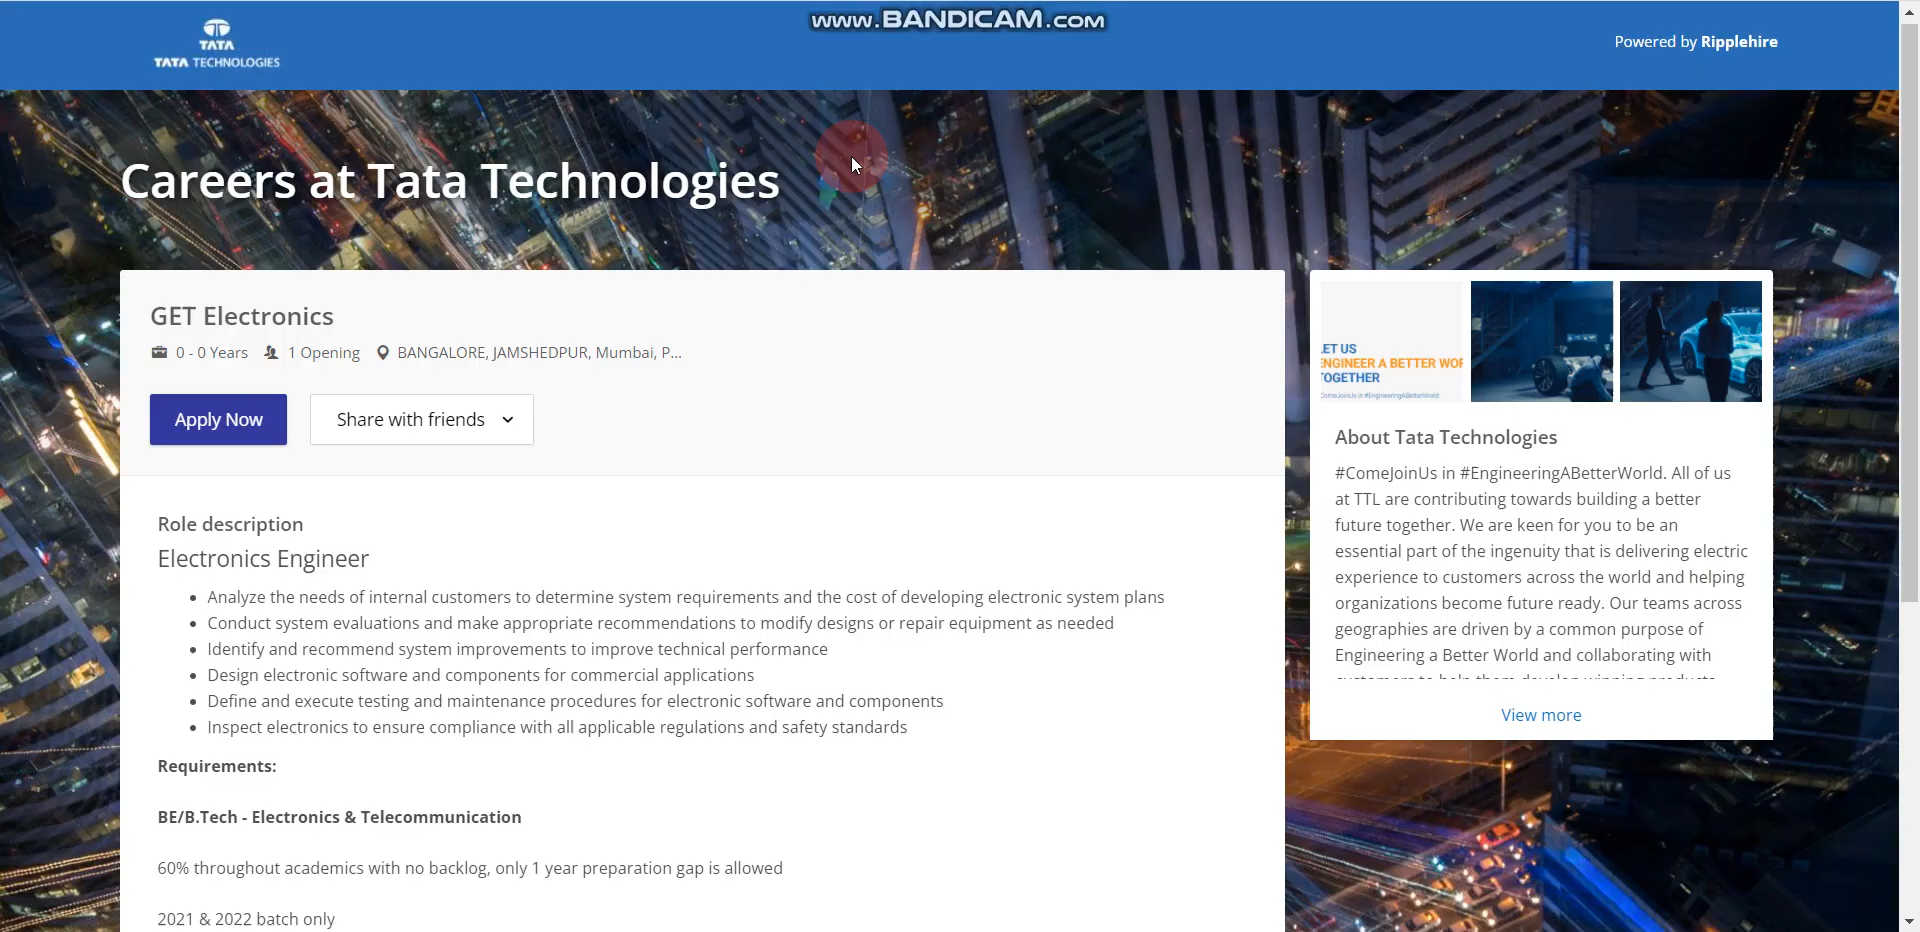 www.BANDICAM.com
TATA
TATA TECHNOLOGIES
Powered by Ripplehire
Careers at Tata Technologies
GET Electronics
0 - 0 Years 1 Opening BANGALORE, JAMSHEDPUR, Mumbai, P...
Apply Now Share with friends
Role description
Electronics Engineer
Analyze the needs of internal customers to determine system requirements and the cost of developing electronic system plans
Conduct system evaluations and make appropriate recommendations to modify designs or repair equipment as needed
Identify and recommend system improvements to improve technical performance
Design electronic software and components for commercial applications
Define and execute testing and maintenance procedures for electronic software and components
Inspect electronics to ensure compliance with all applicable regulations and safety standards
Requirements:
BE/B.Tech - Electronics & Telecommunication
60% throughout academics with no backlog, only 1 year preparation gap is allowed
2021 & 2022 batch only
LET US
ENGINEER A BETTER WOR
TOGETHER
ComeJoinUs in #EngineeringABetterWorld
About Tata Technologies
#ComeJoinUs in #EngineeringABetterWorld. All of us
at TTL are contributing towards building a better
future together. We are keen for you to be an
essential part of the ingenuity that is delivering electric
experience to customers across the world and helping
organizations become future ready. Our teams across
geographies are driven by a common purpose of
Engineering a Better World and collaborating with
customers to help them develop winning products
View more